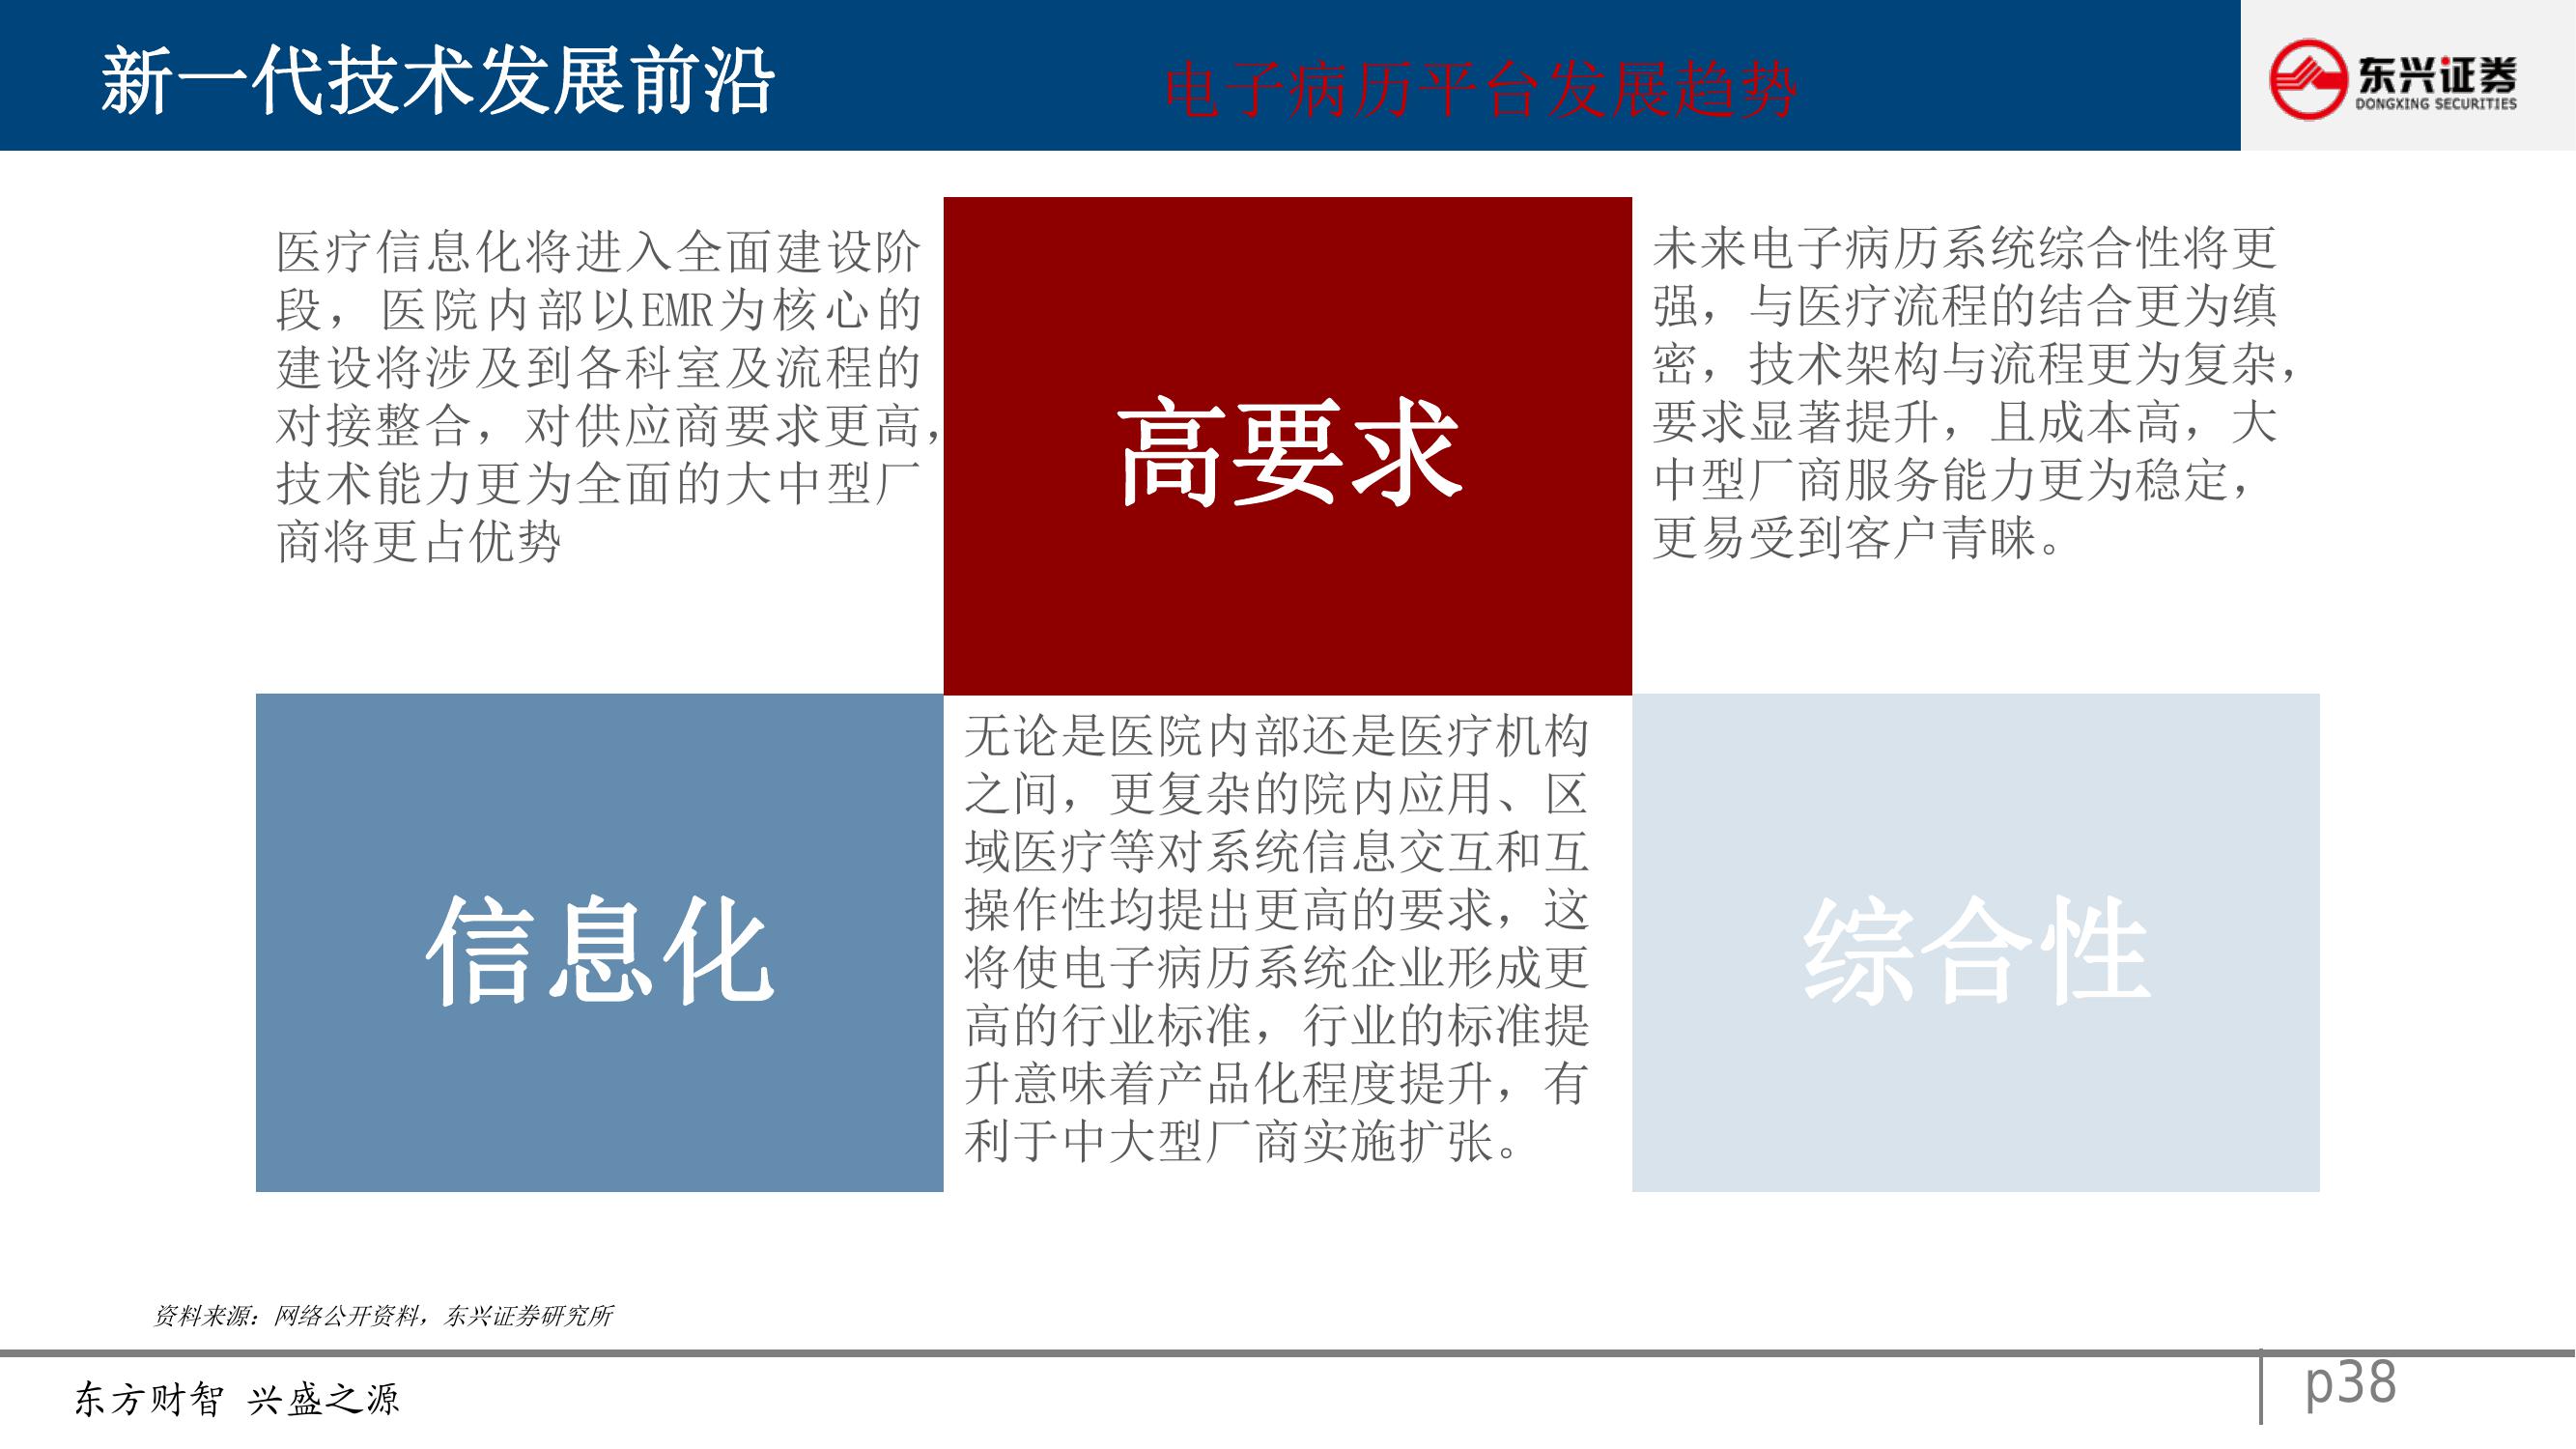 新一代技术发展前沿
电子病历平台发展趋势
东兴证券
DONGXING SECURITIES
医疗信息化将进入全面建设阶
段，医院内部以EMR为核心的
建设将涉及到各科室及流程的
对接整合，对供应商要求更高，
技术能力更为全面的大中型厂
商将更占优势
高要求
未来电子病历系统综合性将更
强，与医疗流程的结合更为缜
密，技术架构与流程更为复杂，
要求显著提升，且成本高，大
中型厂商服务能力更为稳定，
更易受到客户青睐。
信息化
无论是医院内部还是医疗机构
之间，更复杂的院内应用、区
域医疗等对系统信息交互和互
操作性均提出更高的要求，这
将使电子病历系统企业形成更
高的行业标准，行业的标准提
升意味着产品化程度提升，有
利于中大型厂商实施扩张。
综合性
资料来源：网络公开资料，东兴证券研究所
东方财智 兴盛之源
p38